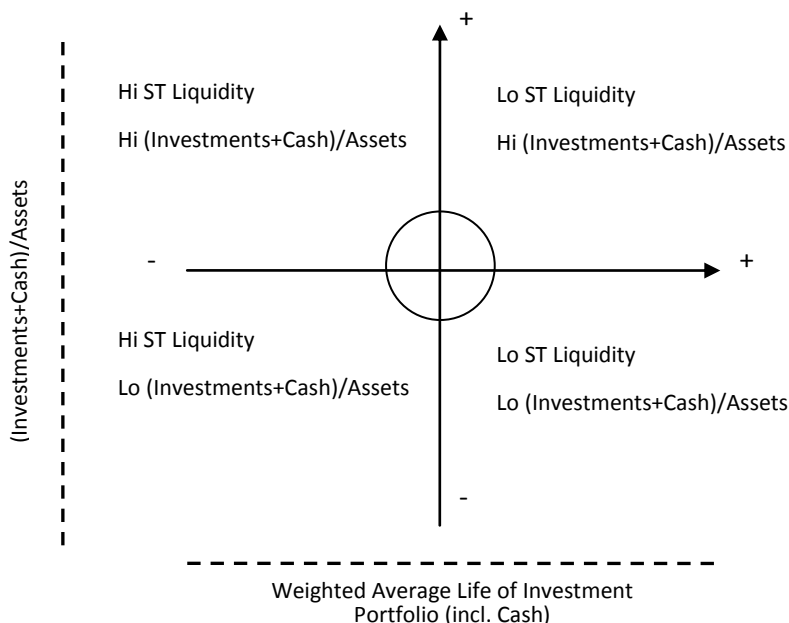 +
Hi ST Liquidity
Hi (Investments+Cash)/Assets
Lo ST Liquidity
Hi (Investments+Cash)/Assets
(Investments+Cash)/Assets
-
+
Hi ST Liquidity
Lo (Investments+Cash)/Assets
Lo ST Liquidity
Lo (Investments+Cash)/Assets
-
Weighted Average Life of Investment
Portfolio (incl. Cash)